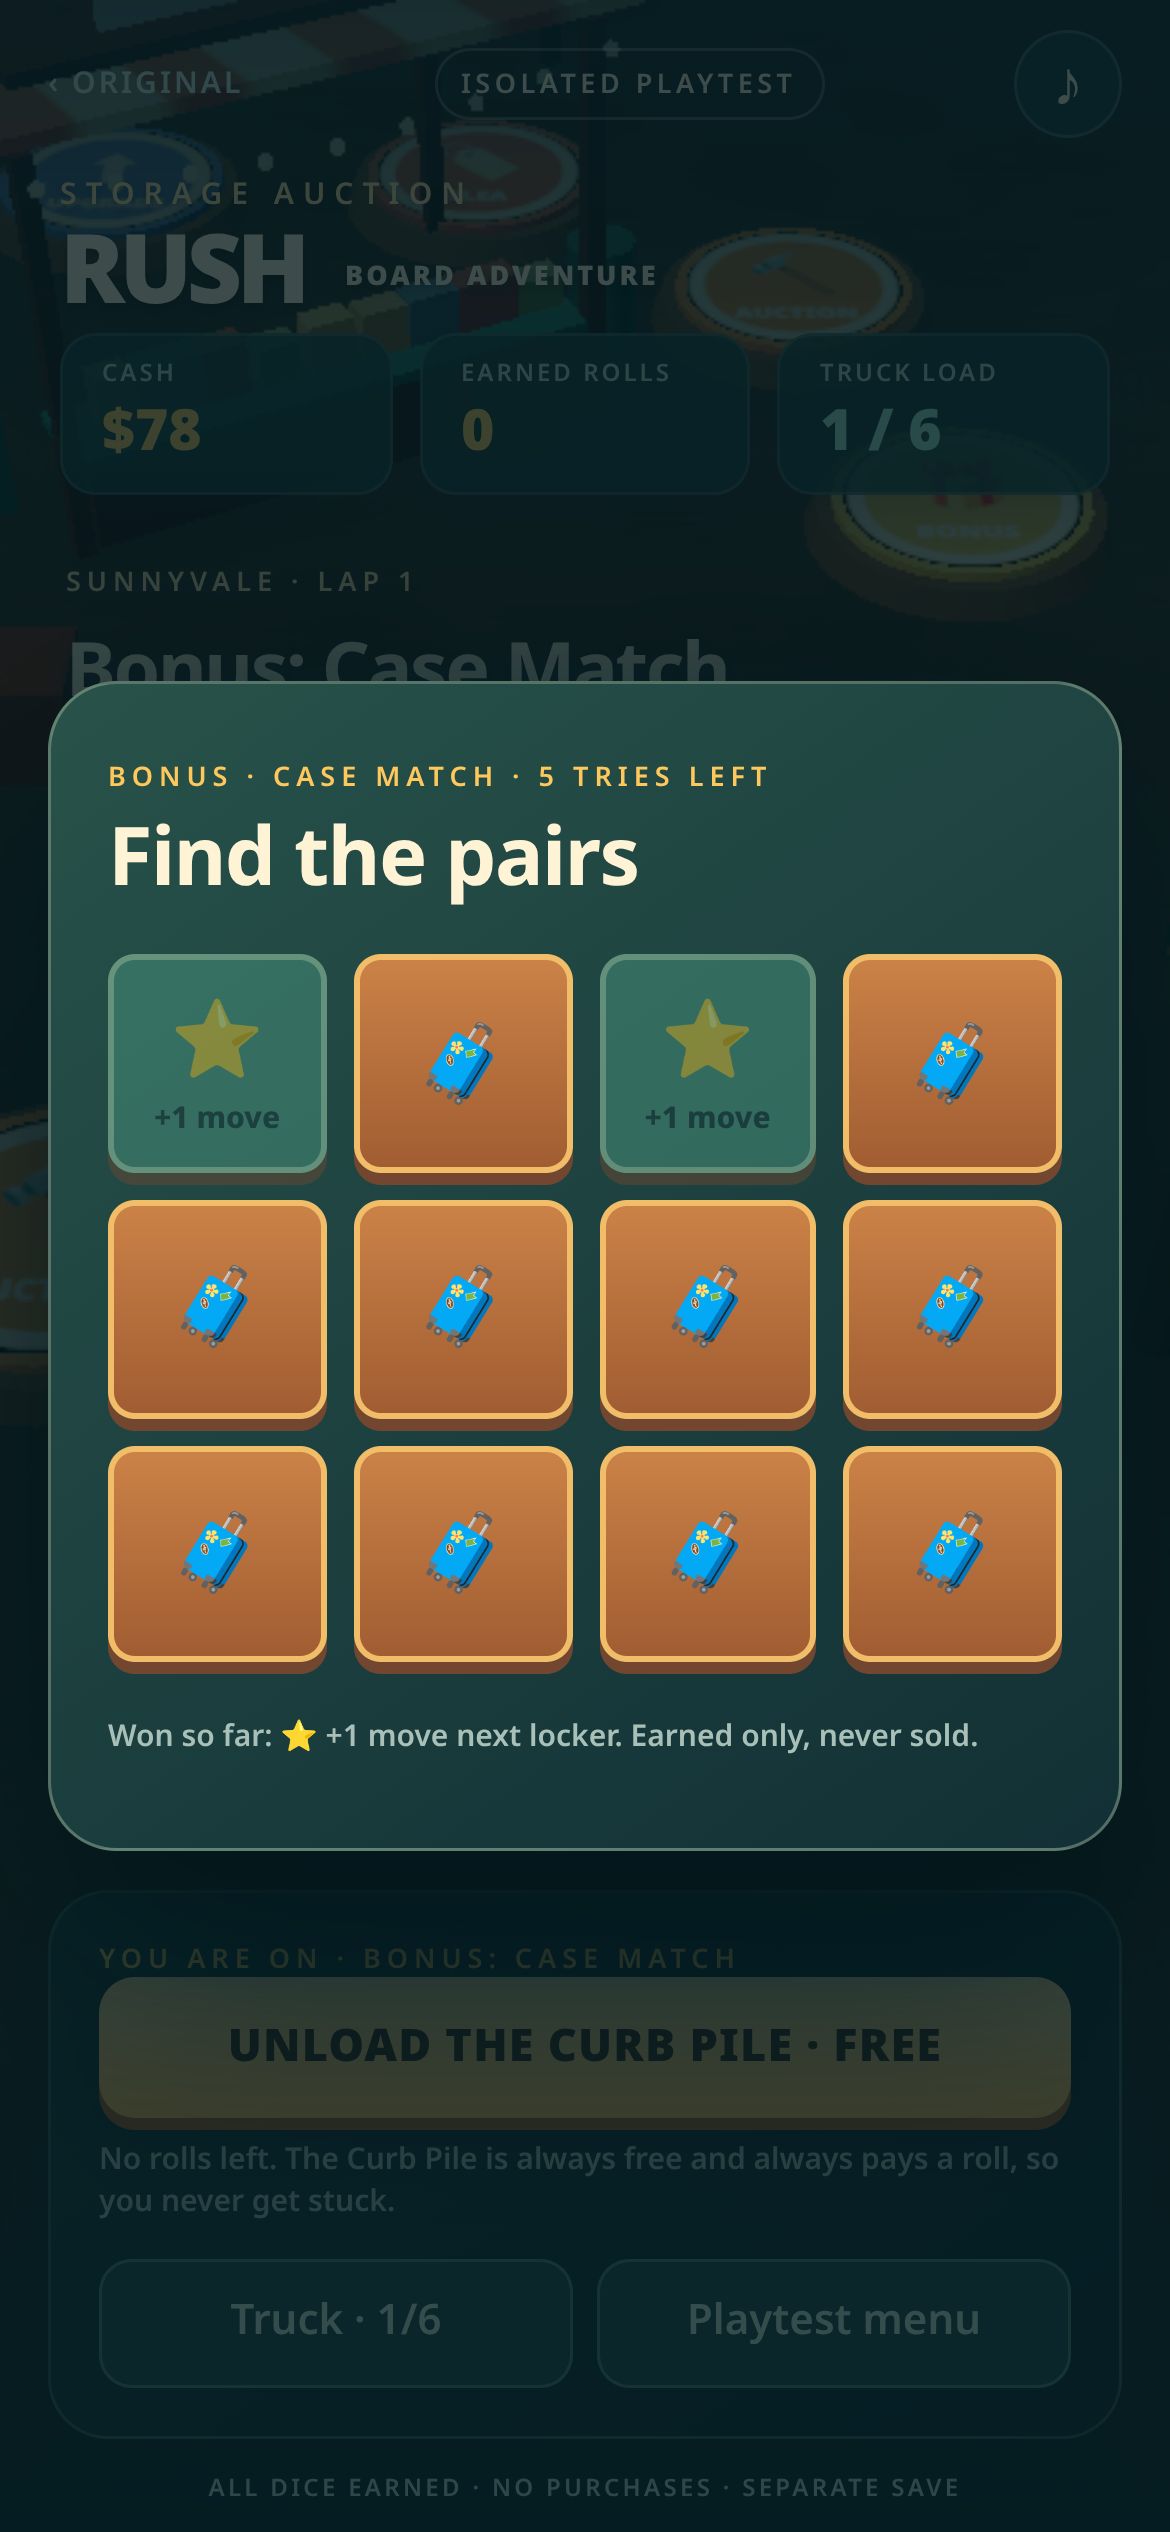 ‹ ORIGINAL
ISOLATED PLAYTEST
STORAGE AUCTION
RUSH BOARD ADVENTURE
AUCTION
CASH
$78
EARNED ROLLS
0
TRUCK LOAD
1 / 6
BONUS
SUNNYVALE · LAP 1
Bonus: Case Match
BONUS · CASE MATCH · 5 TRIES LEFT
Find the pairs
+1 move
+1 move
Won so far: ⭐ +1 move next locker. Earned only, never sold.
YOU ARE ON · BONUS: CASE MATCH
UNLOAD THE CURB PILE · FREE
No rolls left. The Curb Pile is always free and always pays a roll, so
you never get stuck.
Truck · 1/6
Playtest menu
ALL DICE EARNED · NO PURCHASES · SEPARATE SAVE